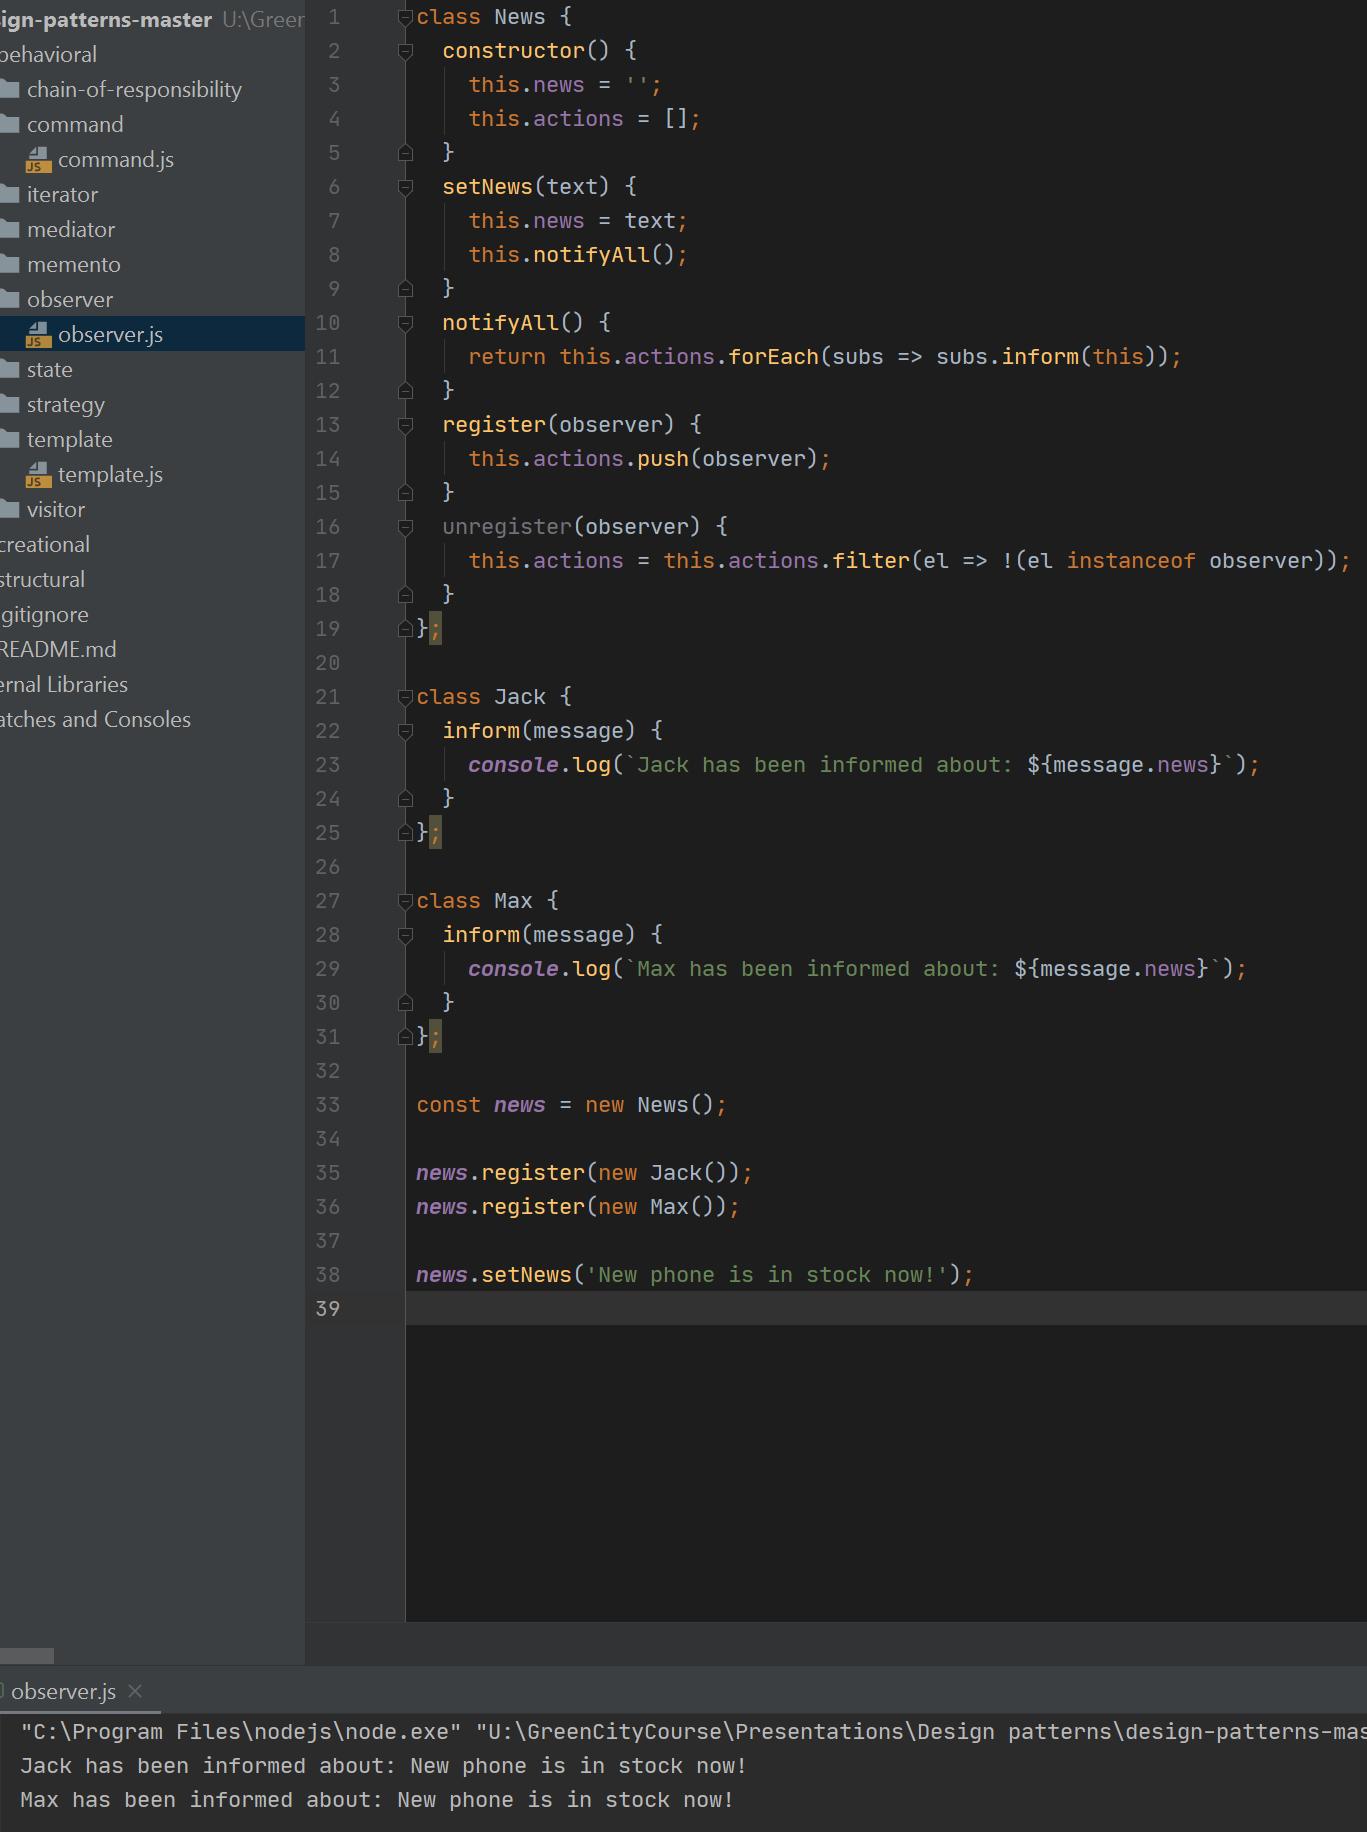 ign-patterns-master U:\Green
behavioral
chain-of-responsibility
command
command.js
iterator
mediator
memento
observer
observer.js
state
strategy
template
template.js
visitor
creational
structural
gitignore
README.md
ernal Libraries
atches and Consoles
1 class News {
2 constructor() {
3 this.news = '';
4 this.actions = [];
5 }
6 setNews(text) {
7 this.news = text;
8 this.notifyAll();
9 }
10 notifyAll() {
11 return this.actions.forEach(subs => subs.inform(this));
12 }
13 register(observer) {
14 this.actions.push(observer);
15 }
16 unregister(observer) {
17 this.actions = this.actions.filter(el => !(el instanceof observer));
18 }
19 };
20
21 class Jack {
22 inform(message) {
23 console.log(`Jack has been informed about: ${message.news}`);
24 }
25 };
26
27 class Max {
28 inform(message) {
29 console.log(`Max has been informed about: ${message.news}`);
30 }
31 };
32
33 const news = new News();
34
35 news.register(new Jack());
36 news.register(new Max());
37
38 news.setNews('New phone is in stock now!');
39
observer.js
"C:\Program Files\nodejs\node.exe" "U:\GreenCityCourse\Presentations\Design patterns\design-patterns-mas
Jack has been informed about: New phone is in stock now!
Max has been informed about: New phone is in stock now!